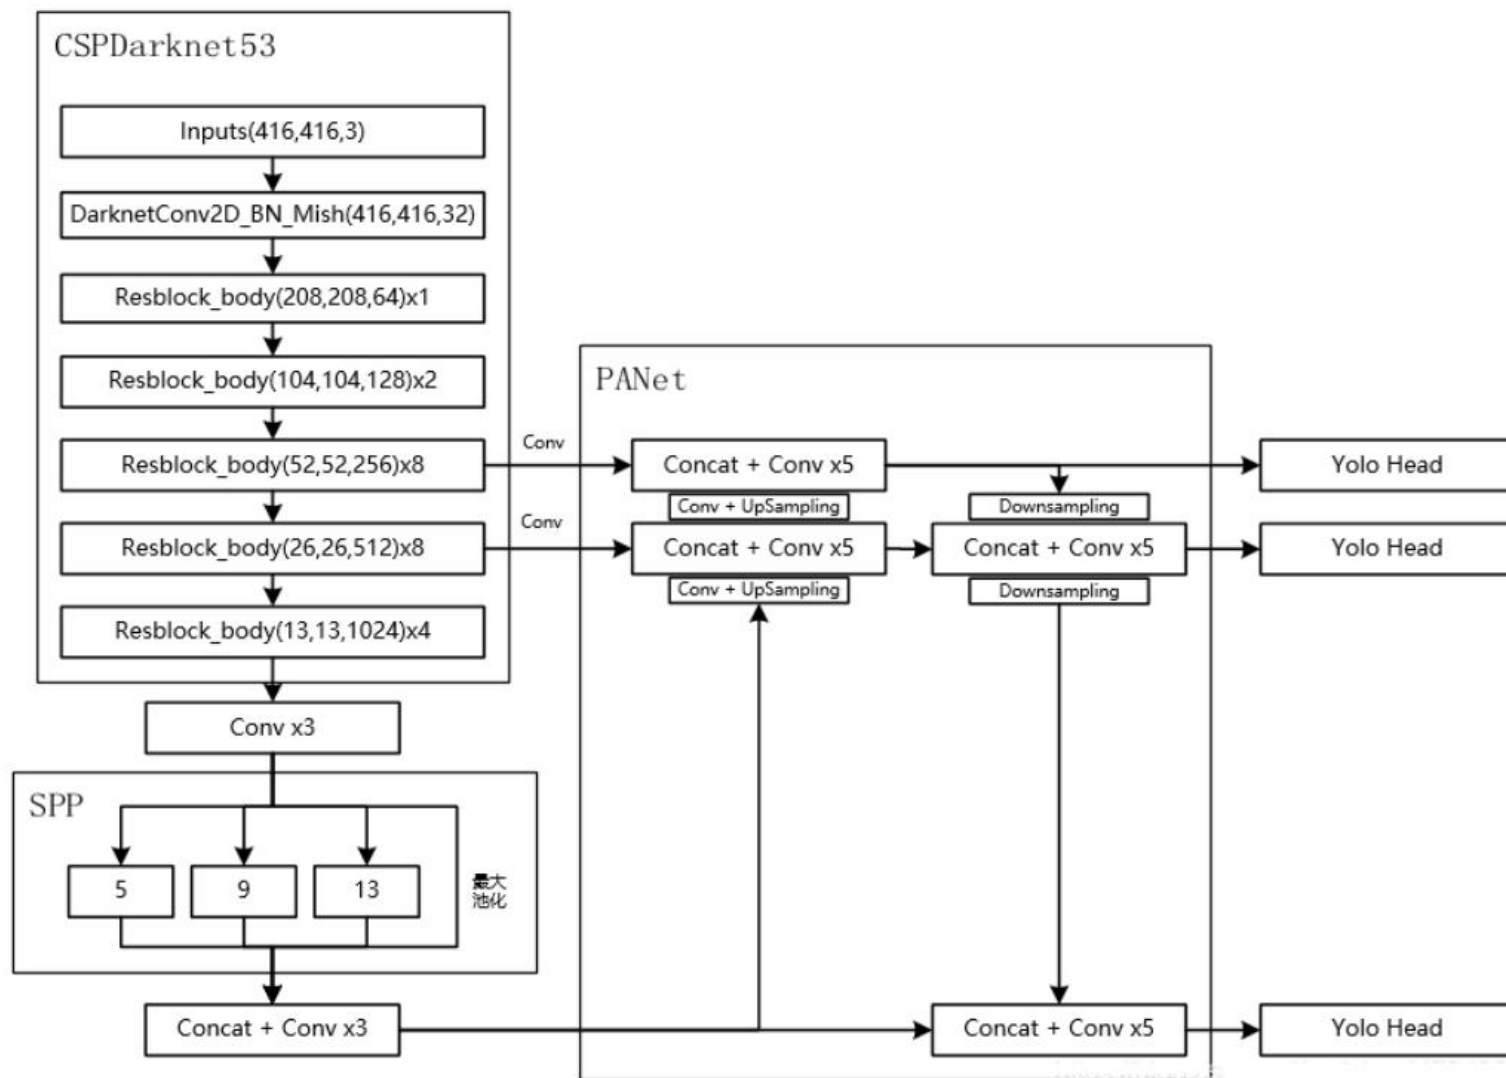 CSPDarknet53
Inputs(416,416,3)
DarknetConv2D_BN_Mish(416,416,32)
Resblock_body(208,208,64)x1
Resblock_body(104,104,128)x2
Resblock_body(52,52,256)x8
Resblock_body(26,26,512)x8
Resblock_body(13,13,1024)x4
Conv x3
SPP
5
9
13
最大
池化
Concat + Conv x3
Conv
Conv
PANet
Concat + Conv x5
Conv + UpSampling
Concat + Conv x5
Conv + UpSampling
Downsampling
Concat + Conv x5
Downsampling
Concat + Conv x5
Yolo Head
Yolo Head
Yolo Head